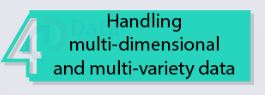 4
Handling
multi-dimensional
and multi-variety data